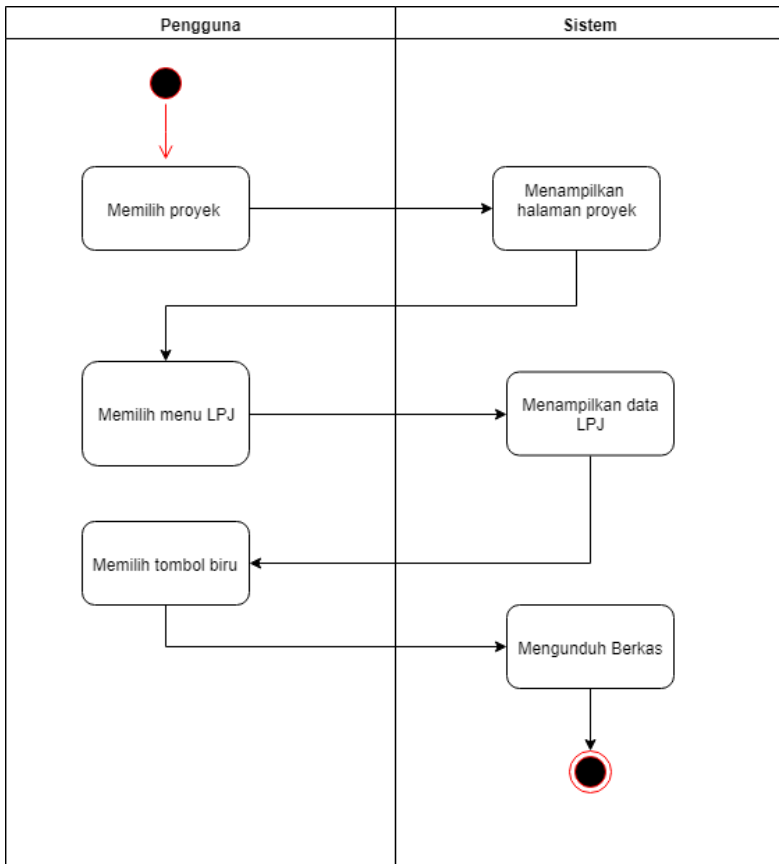 Pengguna
Sistem
Memilih proyek
Menampilkan
halaman proyek
Memilih menu LPJ
Menampilkan data
LPJ
Memilih tombol biru
Mengunduh Berkas